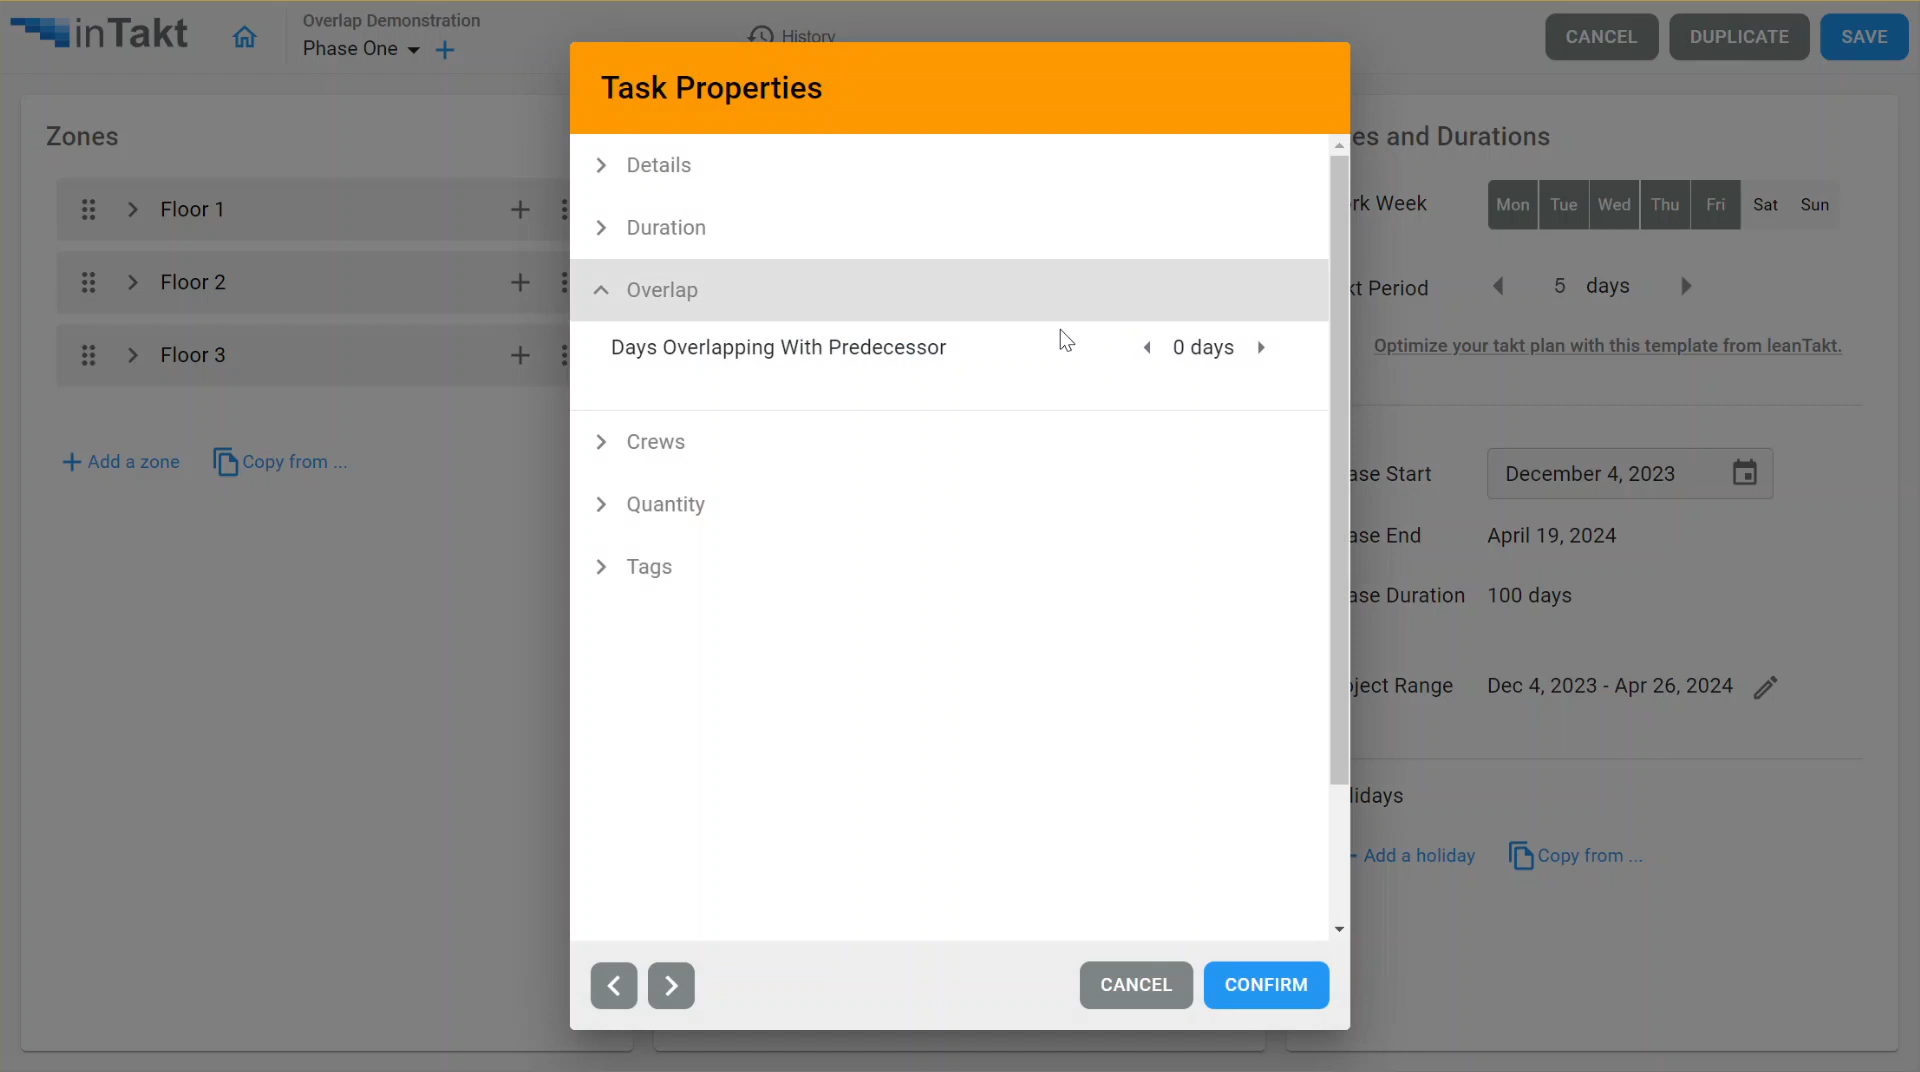 inTakt
Overlap Demonstration
Phase One
History
CANCEL
DUPLICATE
SAVE
Zones
Floor 1
Floor 2
Floor 3
Add a zone
Copy from ...
Task Properties
Details
Duration
Overlap
Days Overlapping With Predecessor
0 days
Crews
Quantity
Tags
CANCEL
CONFIRM
es and Durations
rk Week
Mon Tue Wed Thu Fri Sat Sun
kt Period
5 days
Optimize your takt plan with this template from leanTakt.
ase Start
December 4, 2023
ase End
April 19, 2024
ase Duration
100 days
ject Range
Dec 4, 2023 - Apr 26, 2024
lidays
Add a holiday
Copy from ...